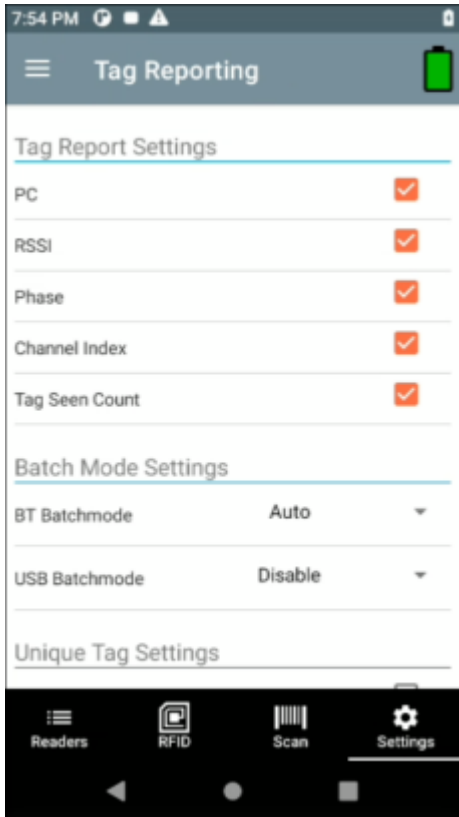 7:54 PM
Tag Reporting
Tag Report Settings
PC
RSSI
Phase
Channel Index
Tag Seen Count
Batch Mode Settings
BT Batchmode Auto
USB Batchmode Disable
Unique Tag Settings
Readers RFID Scan Settings